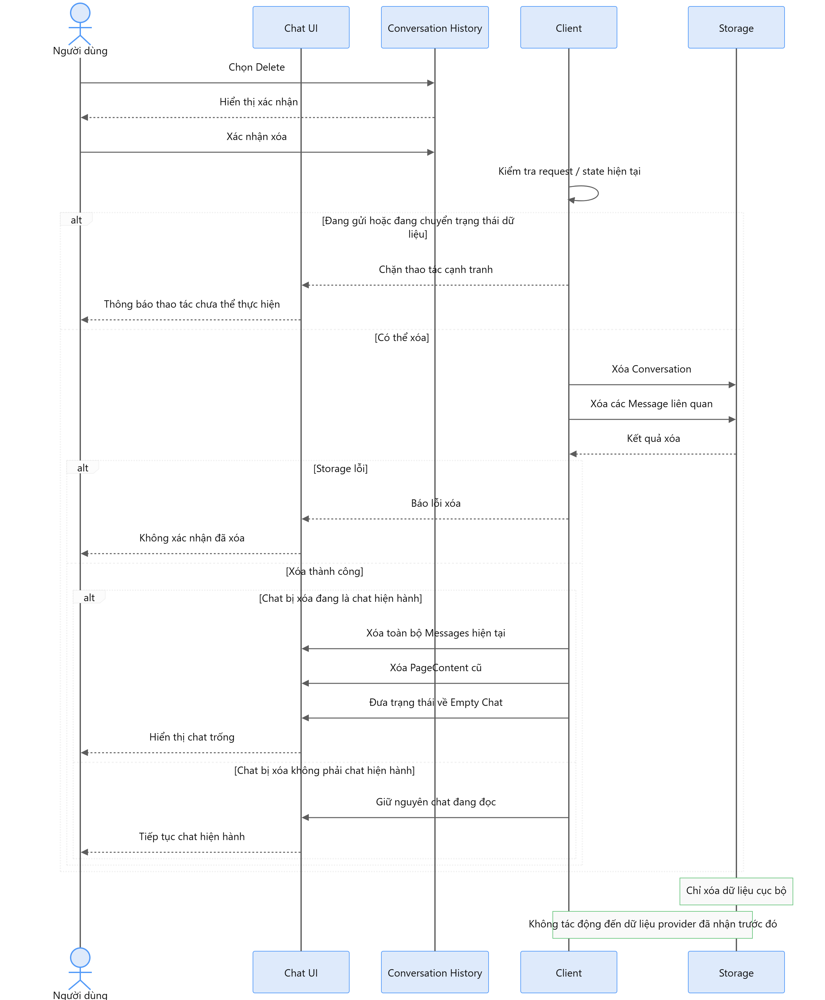 Người dùng
Chat UI
Conversation History
Client
Storage
Chọn Delete
Hiển thị xác nhận
Xác nhận xóa
Kiểm tra request / state hiện tại
alt
[Đang gửi hoặc đang chuyển trạng thái dữ
liệu]
Chặn thao tác cạnh tranh
Thông báo thao tác chưa thể thực hiện
[Có thể xóa]
Xóa Conversation
Xóa các Message liên quan
Kết quả xóa
alt
[Storage lỗi]
Báo lỗi xóa
Không xác nhận đã xóa
[Xóa thành công]
alt
[Chat bị xóa đang là chat hiện hành]
Xóa toàn bộ Messages hiện tại
Xóa PageContent cũ
Đưa trạng thái về Empty Chat
Hiển thị chat trống
[Chat bị xóa không phải chat hiện hành]
Giữ nguyên chat đang đọc
Tiếp tục chat hiện hành
Chỉ xóa dữ liệu cục bộ
Không tác động đến dữ liệu provider đã nhận trước đó
Người dùng
Chat UI
Conversation History
Client
Storage